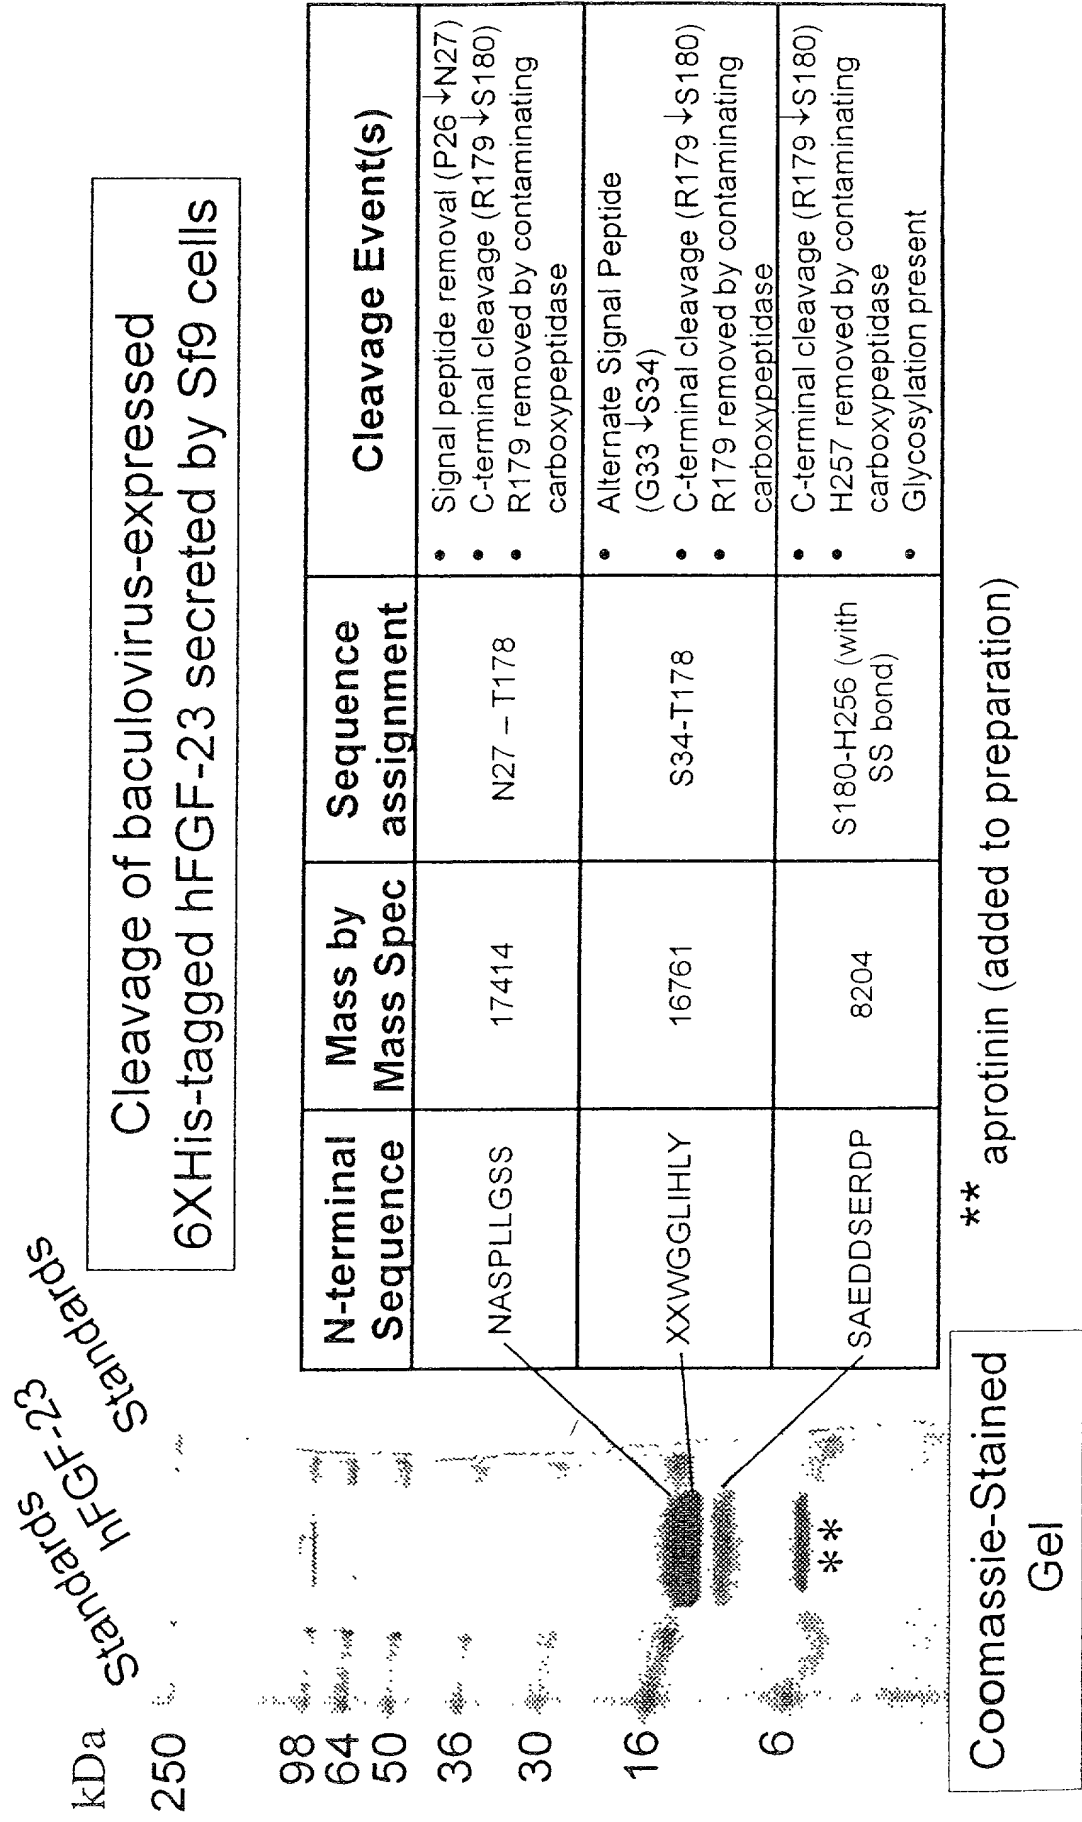 Cleavage of baculovirus-expressed
6XHis-tagged hFGF-23 secreted by Sf9 cells
Standards
hFGF-23
Standards
kDa
250
98
64
50
36
30
16
6
**
N-terminal
Sequence
Mass by
Mass Spec
Sequence
assignment
Cleavage Event(s)
NASPLLGSS
17414
N27 – T178
• Signal peptide removal (P26↓N27)
• C-terminal cleavage (R179↓S180)
• R179 removed by contaminating
carboxypeptidase
XXWGGLIHLY
16761
S34-T178
• Alternate Signal Peptide
(G33↓S34)
• C-terminal cleavage (R179↓S180)
• R179 removed by contaminating
carboxypeptidase
SAEDDSERDP
8204
S180-H256 (with
SS bond)
• C-terminal cleavage (R179↓S180)
• H257 removed by contaminating
carboxypeptidase
• Glycosylation present
** aprotinin (added to preparation)
Coomassie-Stained
Gel